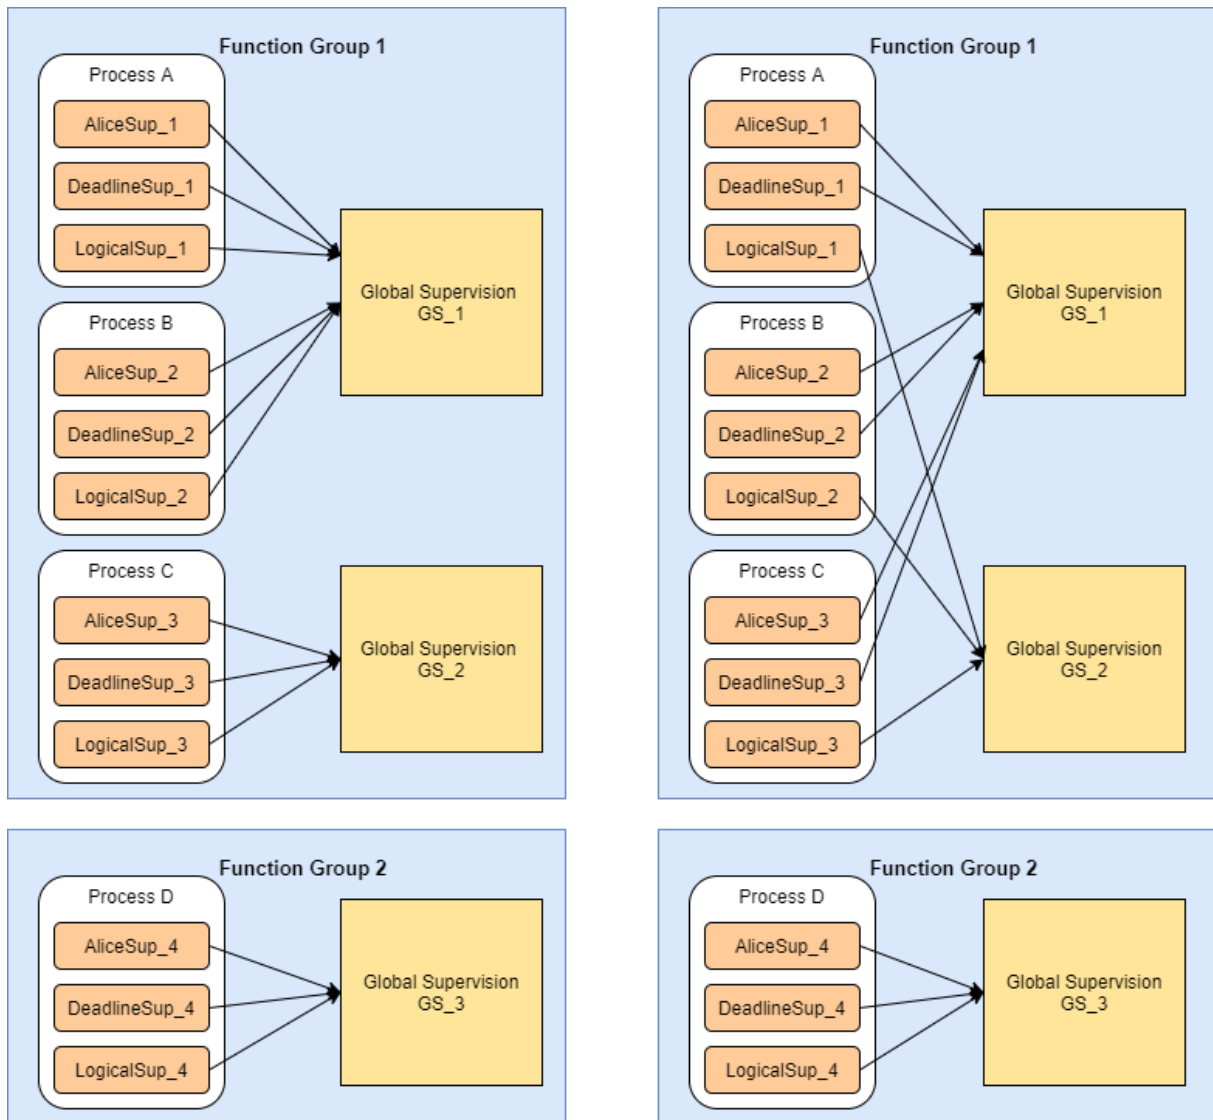 Function Group 1
Process A
AliceSup_1
DeadlineSup_1
LogicalSup_1
Process B
AliceSup_2
DeadlineSup_2
LogicalSup_2
Process C
AliceSup_3
DeadlineSup_3
LogicalSup_3
Global Supervision
GS_1
Global Supervision
GS_2
Function Group 2
Process D
AliceSup_4
DeadlineSup_4
LogicalSup_4
Global Supervision
GS_3
Function Group 1
Process A
AliceSup_1
DeadlineSup_1
LogicalSup_1
Process B
AliceSup_2
DeadlineSup_2
LogicalSup_2
Process C
AliceSup_3
DeadlineSup_3
LogicalSup_3
Global Supervision
GS_1
Global Supervision
GS_2
Function Group 2
Process D
AliceSup_4
DeadlineSup_4
LogicalSup_4
Global Supervision
GS_3